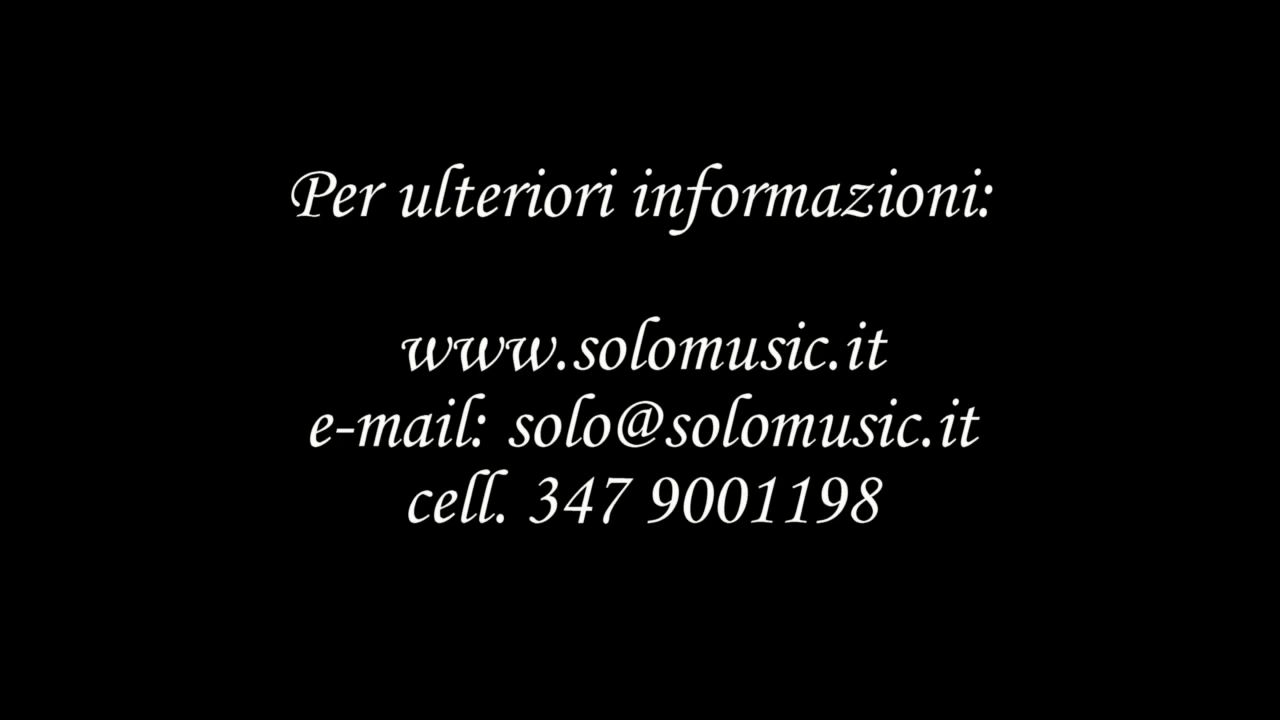 Per ulteriori informazioni:
www.solomusic.it
e-mail: solo@solomusic.it
cell. 347 9001198